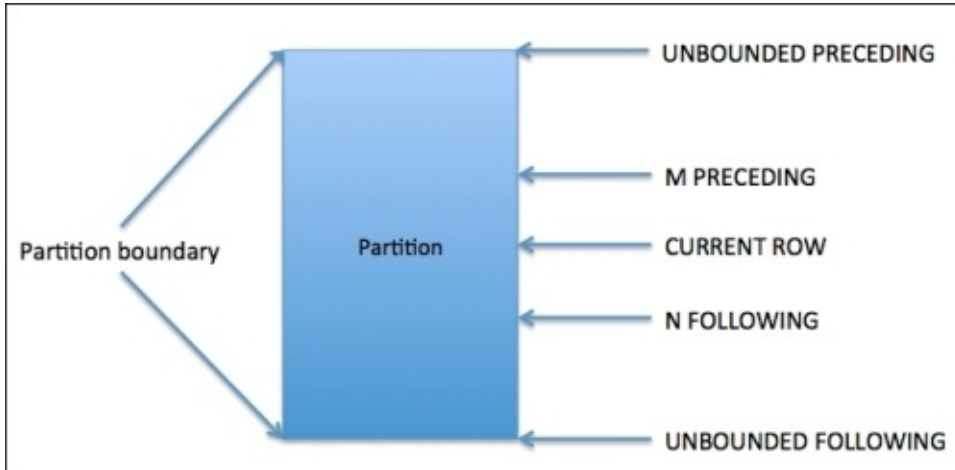 UNBOUNDED PRECEDING
M PRECEDING
Partition boundary
Partition
CURRENT ROW
N FOLLOWING
UNBOUNDED FOLLOWING